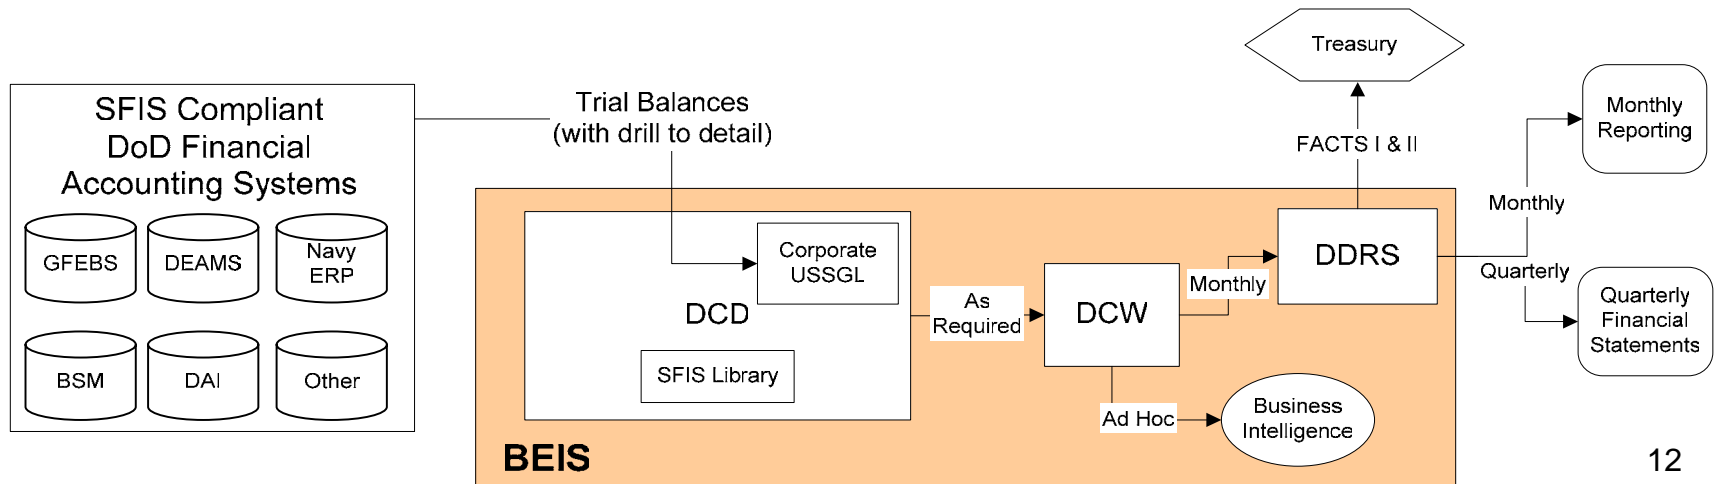 SFIS Compliant
DoD Financial
Accounting Systems
GFEBS
DEAMS
Navy
ERP
BSM
DAI
Other
Trial Balances
(with drill to detail)
Corporate
USSGL
DCD
SFIS Library
BEIS
As
Required
DCW
Monthly
Ad Hoc
Business
Intelligence
DDRS
FACTS I & II
Treasury
Monthly
Quarterly
Monthly
Reporting
Quarterly
Financial
Statements
12